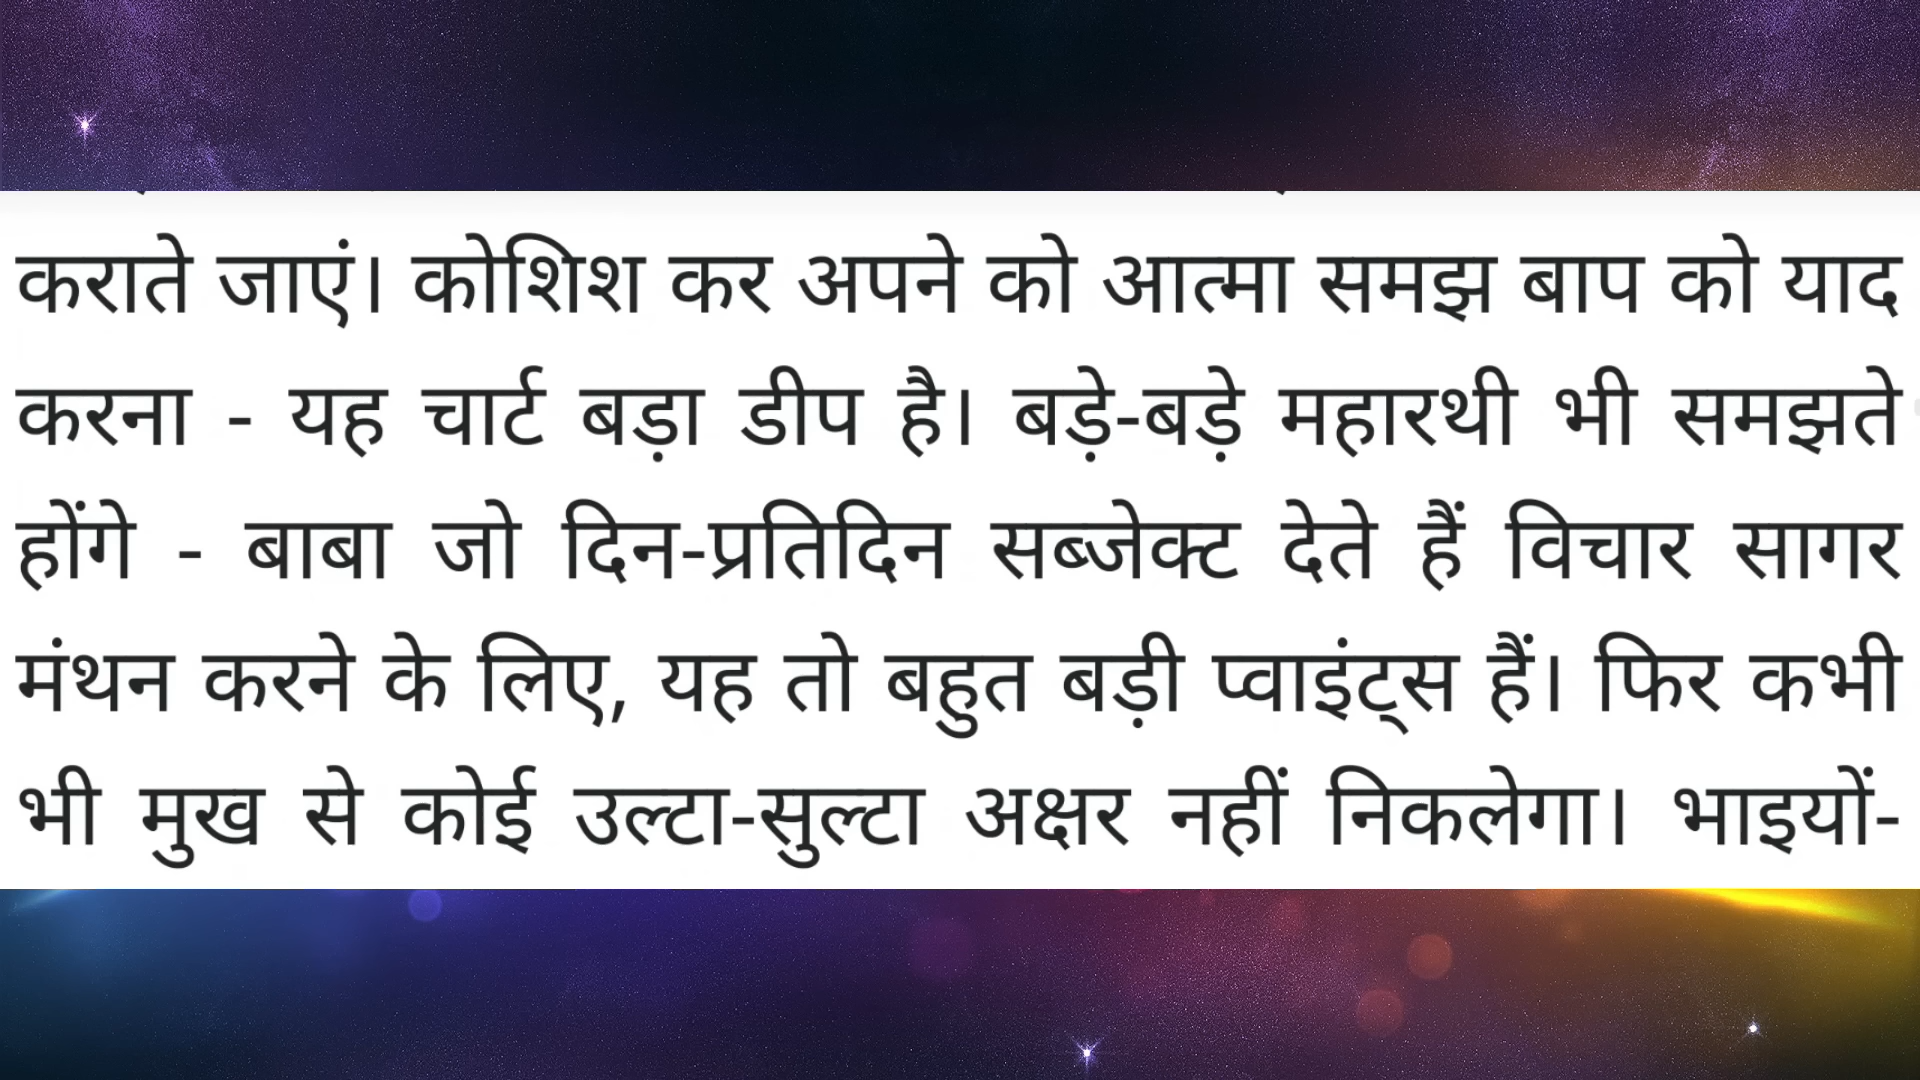 कराते जाएं। कोशिश कर अपने को आत्मा समझ बाप को याद
करना - यह चार्ट बड़ा डीप है। बड़े-बड़े महारथी भी समझते
होंगे - बाबा जो दिन-प्रतिदिन सब्जेक्ट देते हैं विचार सागर
मंथन करने के लिए, यह तो बहुत बड़ी प्वाइंट्स हैं। फिर कभी
भी मुख से कोई उल्टा-सुल्टा अक्षर नहीं निकलेगा। भाइयों-